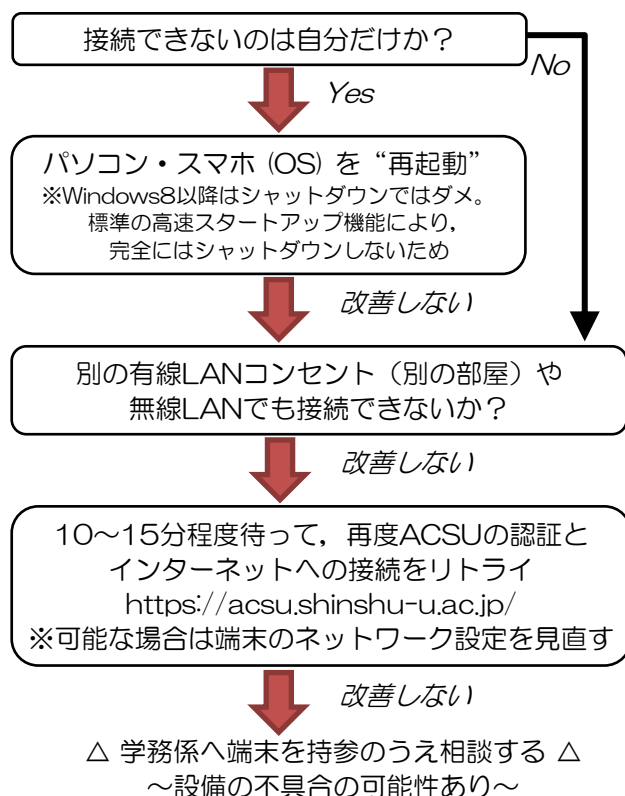 接続できないのは自分だけか？
No
Yes
パソコン・スマホ (OS) を“再起動”
※Windows8以降はシャットダウンではダメ。
標準の高速スタートアップ機能により，
完全にはシャットダウンしないため
改善しない
別の有線LANコンセント（別の部屋）や
無線LANでも接続できないか？
改善しない
10～15分程度待って，再度ACSUの認証と
インターネットへの接続をリトライ
https://acsu.shinshu-u.ac.jp/
※可能な場合は端末のネットワーク設定を見直す
改善しない
△ 学務係へ端末を持参のうえ相談する △
～設備の不具合の可能性あり～